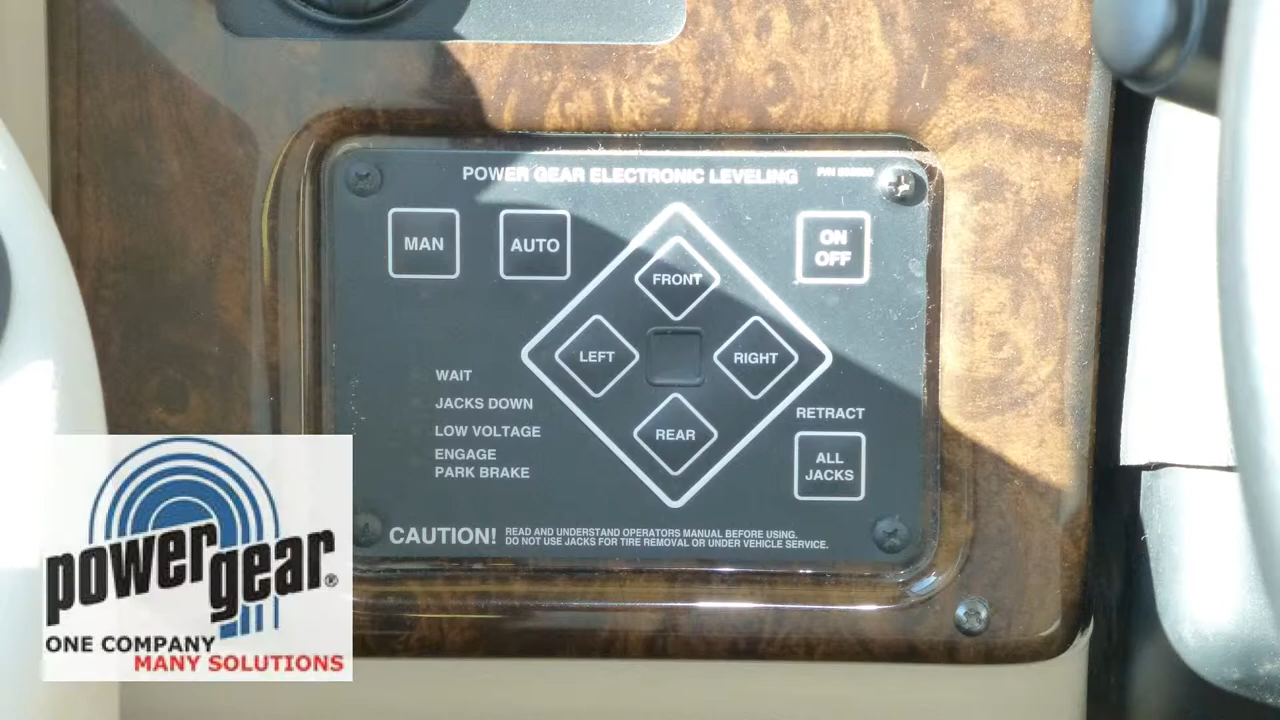 POWER GEAR ELECTRONIC LEVELING
MAN
AUTO
ON
OFF
FRONT
LEFT
RIGHT
REAR
WAIT
JACKS DOWN
LOW VOLTAGE
ENGAGE
PARK BRAKE
RETRACT
ALL
JACKS
CAUTION! READ AND UNDERSTAND OPERATORS MANUAL BEFORE USING.
DO NOT USE JACKS FOR TIRE REMOVAL OR UNDER VEHICLE SERVICE.
powergear®
ONE COMPANY
MANY SOLUTIONS